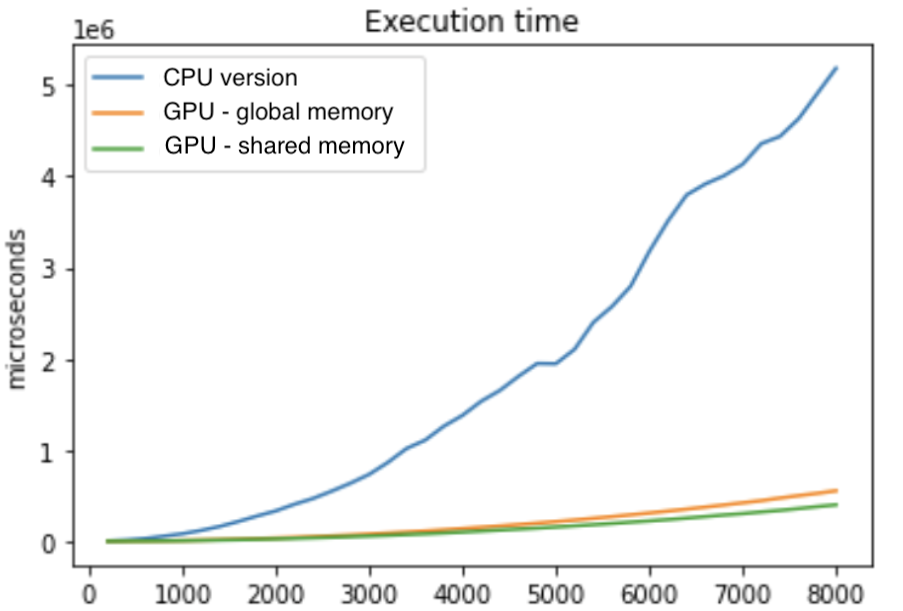 Execution time
1e6
CPU version
GPU - global memory
GPU - shared memory
microseconds
5
4
3
2
1
0
0 1000 2000 3000 4000 5000 6000 7000 8000